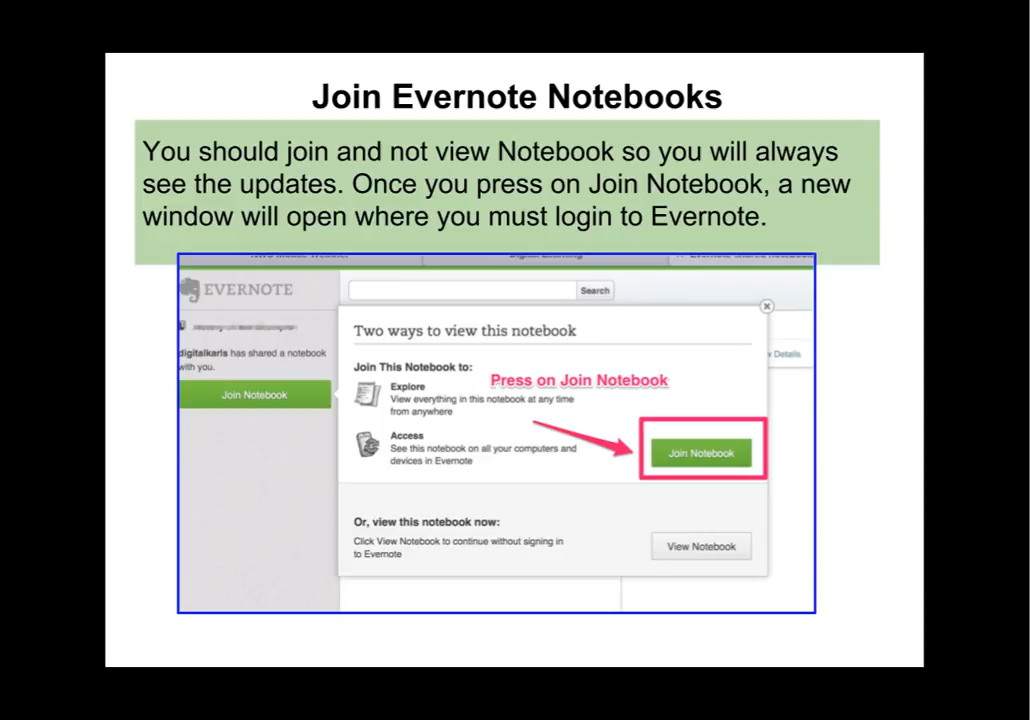 Join Evernote Notebooks
You should join and not view Notebook so you will always
see the updates. Once you press on Join Notebook, a new
window will open where you must login to Evernote.
EVERNOTE
Search
digitalkaris has shared a notebook
with you.
Join Notebook
Two ways to view this notebook
Details
Join This Notebook to:
Press on Join Notebook
Explore
View everything in this notebook at any time
from anywhere
Access
See this notebook on all your computers and
devices in Evernote
Join Notebook
Or, view this notebook now:
Click View Notebook to continue without signing in
to Evernote
View Notebook